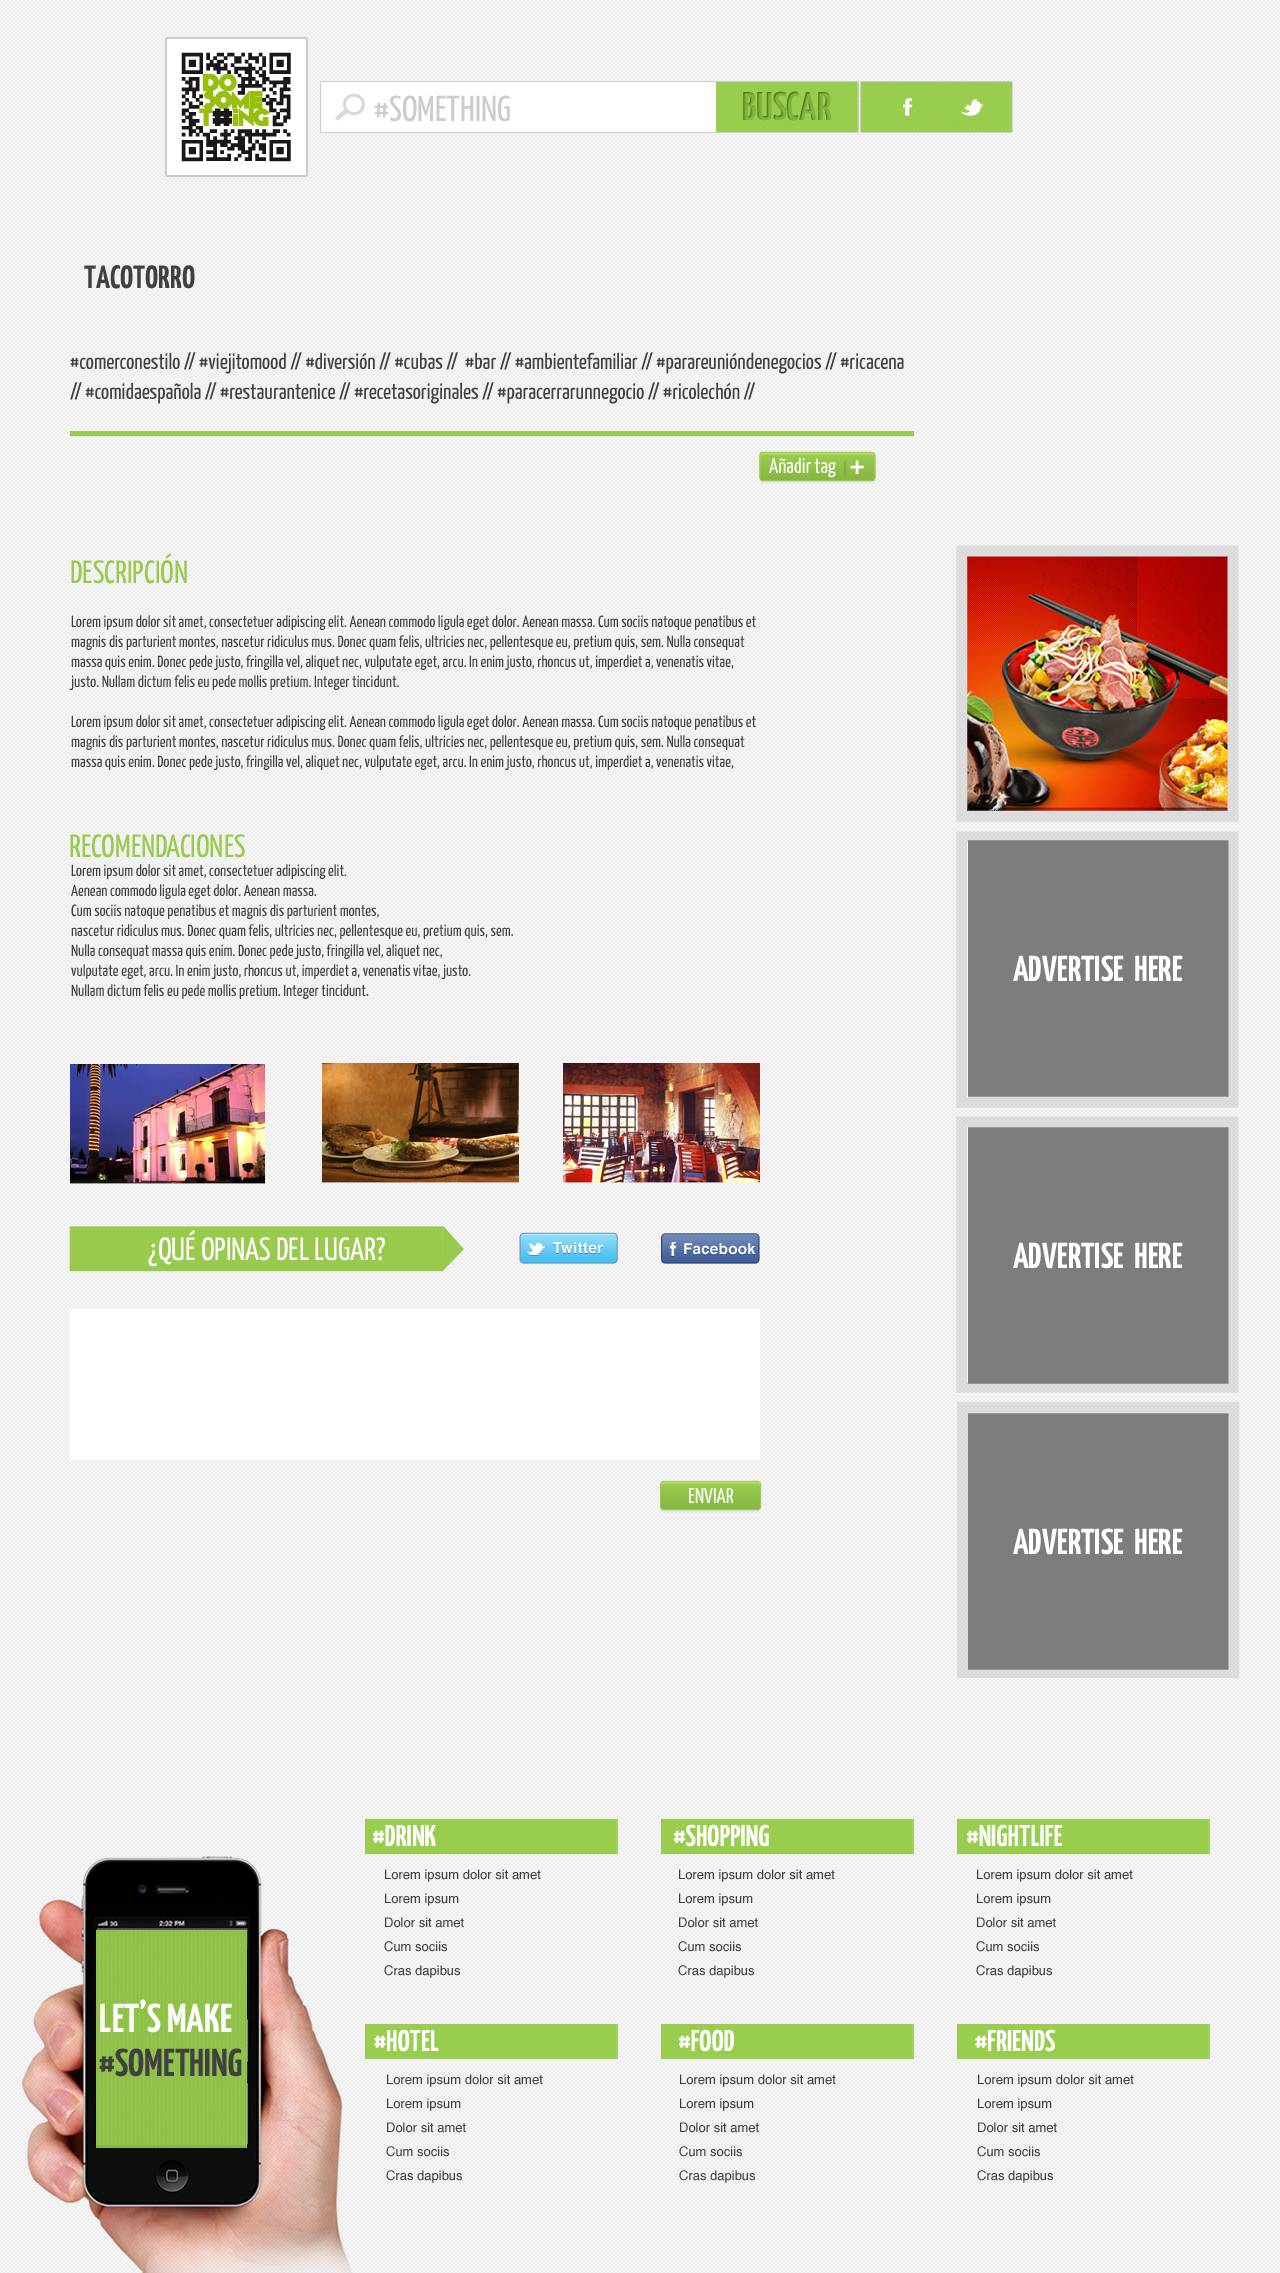 DO
SOME
T#ING
#SOMETHING
BUSCAR
TACOTORRO
#comerconestilo // #viejitomood // #diversión // #cubas // #bar // #ambientefamiliar // #parareunióndenegocios // #ricacena
// #comidaespañola // #restaurantenice // #recetasoriginales // #paracerrarunnegocio // #ricolechón //
Añadir tag
DESCRIPCIÓN
Lorem ipsum dolor sit amet, consectetuer adipiscing elit. Aenean commodo ligula eget dolor. Aenean massa. Cum sociis natoque penatibus et
magnis dis parturient montes, nascetur ridiculus mus. Donec quam felis, ultricies nec, pellentesque eu, pretium quis, sem. Nulla consequat
massa quis enim. Donec pede justo, fringilla vel, aliquet nec, vulputate eget, arcu. In enim justo, rhoncus ut, imperdiet a, venenatis vitae,
justo. Nullam dictum felis eu pede mollis pretium. Integer tincidunt.
Lorem ipsum dolor sit amet, consectetuer adipiscing elit. Aenean commodo ligula eget dolor. Aenean massa. Cum sociis natoque penatibus et
magnis dis parturient montes, nascetur ridiculus mus. Donec quam felis, ultricies nec, pellentesque eu, pretium quis, sem. Nulla consequat
massa quis enim. Donec pede justo, fringilla vel, aliquet nec, vulputate eget, arcu. In enim justo, rhoncus ut, imperdiet a, venenatis vitae,
RECOMENDACIONES
Lorem ipsum dolor sit amet, consectetuer adipiscing elit.
Aenean commodo ligula eget dolor. Aenean massa.
Cum sociis natoque penatibus et magnis dis parturient montes,
nascetur ridiculus mus. Donec quam felis, ultricies nec, pellentesque eu, pretium quis, sem.
Nulla consequat massa quis enim. Donec pede justo, fringilla vel, aliquet nec,
vulputate eget, arcu. In enim justo, rhoncus ut, imperdiet a, venenatis vitae, justo.
Nullam dictum felis eu pede mollis pretium. Integer tincidunt.
¿QUÉ OPINAS DEL LUGAR?
Twitter
Facebook
ENVIAR
ADVERTISE HERE
ADVERTISE HERE
ADVERTISE HERE
3G 2:32 PM
LET'S MAKE
#SOMETHING
#DRINK
Lorem ipsum dolor sit amet
Lorem ipsum
Dolor sit amet
Cum sociis
Cras dapibus
#SHOPPING
Lorem ipsum dolor sit amet
Lorem ipsum
Dolor sit amet
Cum sociis
Cras dapibus
#NIGHTLIFE
Lorem ipsum dolor sit amet
Lorem ipsum
Dolor sit amet
Cum sociis
Cras dapibus
#HOTEL
Lorem ipsum dolor sit amet
Lorem ipsum
Dolor sit amet
Cum sociis
Cras dapibus
#FOOD
Lorem ipsum dolor sit amet
Lorem ipsum
Dolor sit amet
Cum sociis
Cras dapibus
#FRIENDS
Lorem ipsum dolor sit amet
Lorem ipsum
Dolor sit amet
Cum sociis
Cras dapibus